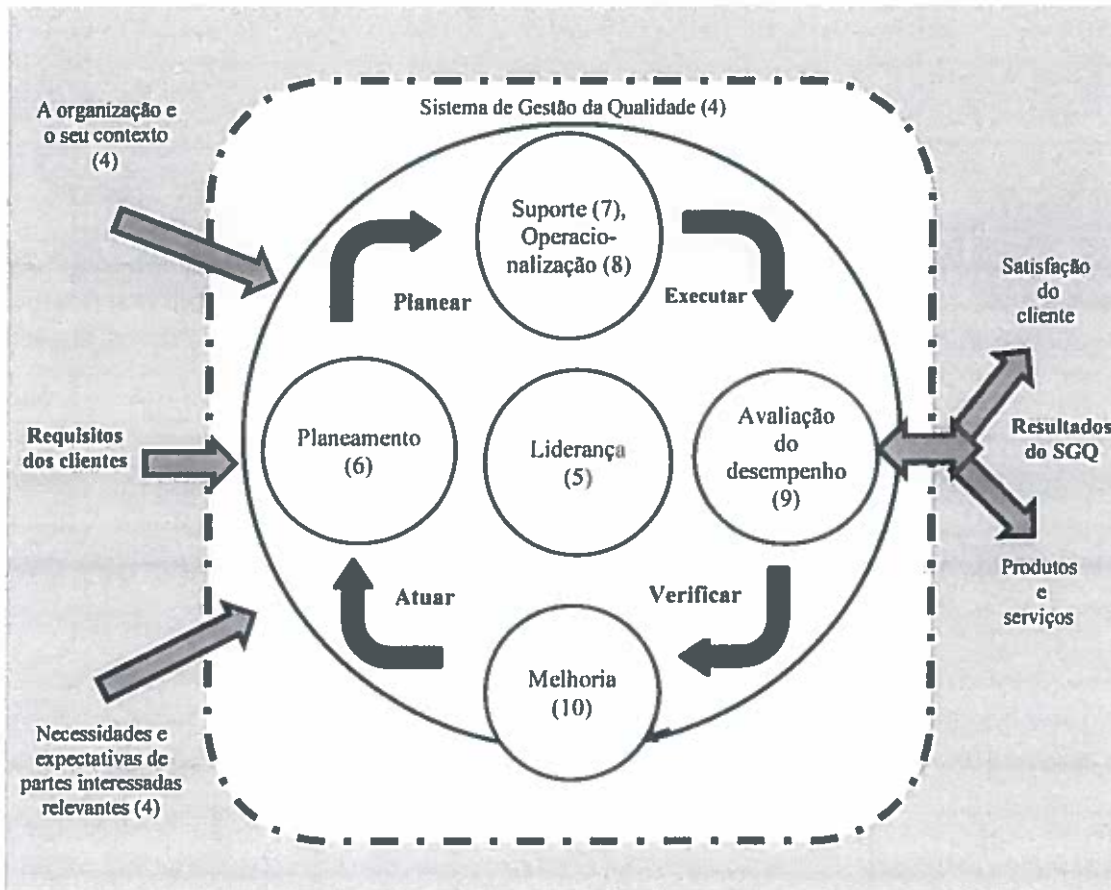 Sistema de Gestão da Qualidade (4)
A organização e
o seu contexto
(4)
Suporte (7),
Operacio-
nalização (8)
Planear
Executar
Satisfação
do
cliente
Requisitos
dos clientes
Planeamento
(6)
Liderança
(5)
Avaliação
do
desempenho
(9)
Resultados
do SGQ
Atuar
Verificar
Produtos
e
serviços
Melhoria
(10)
Necessidades e
expectativas de
partes interessadas
relevantes (4)